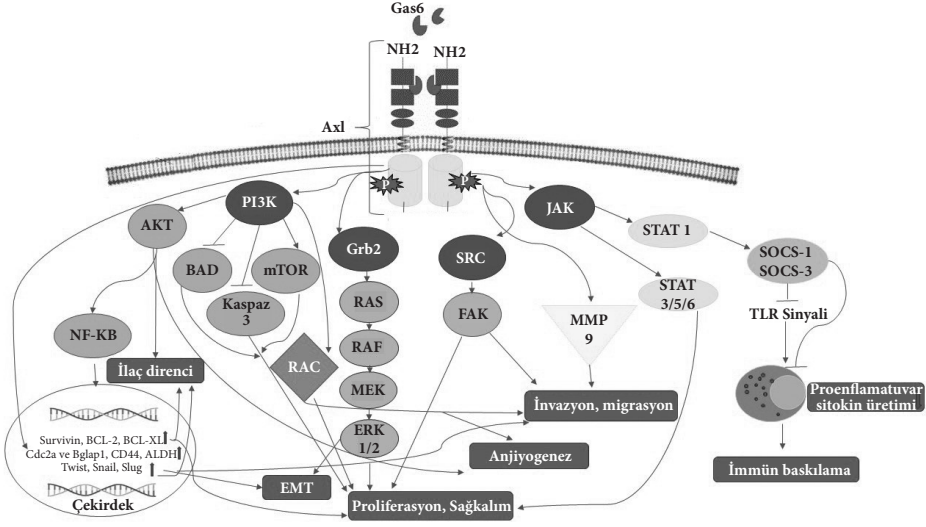 Gas6
NH2 NH2
Axl
P P
PI3K
JAK
AKT
STAT 1
Grb2
SRC
SOCS-1
SOCS-3
BAD
mTOR
STAT
3/5/6
Kaspaz
3
RAS
FAK
MMP
9
TLR Sinyali
NF-KB
RAF
İlaç direnci
RAC
MEK
Proenflamatuvar
sitokin üretimi
İnvazyon, migrasyon
Survivin, BCL-2, BCL-XL
Cdc2a ve Bglap1, CD44, ALDH
Twist, Snail, Slug
ERK
1/2
Anjiyogenez
İmmün baskılama
EMT
Çekirdek
Proliferasyon, Sağkalım